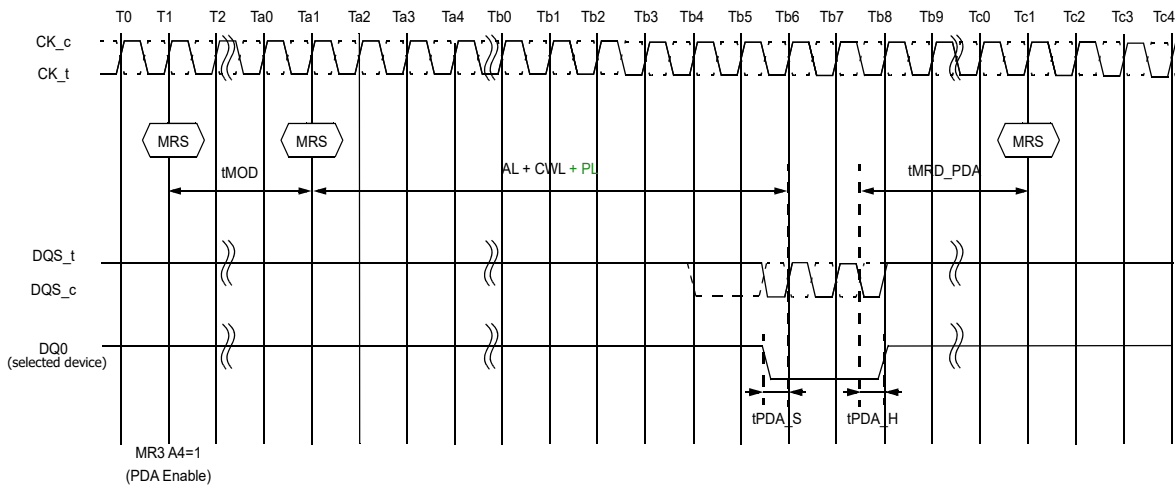 T0 T1 T2 Ta0 Ta1 Ta2 Ta3 Ta4 Tb0 Tb1 Tb2 Tb3 Tb4 Tb5 Tb6 Tb7 Tb8 Tb9 Tc0 Tc1 Tc2 Tc3 Tc4
CK_c
CK_t
MRS MRS MRS
tMOD AL + CWL + PL tMRD_PDA
DQS_t
DQS_c
DQ0
(selected device)
tPDA_S tPDA_H
MR3 A4=1
(PDA Enable)